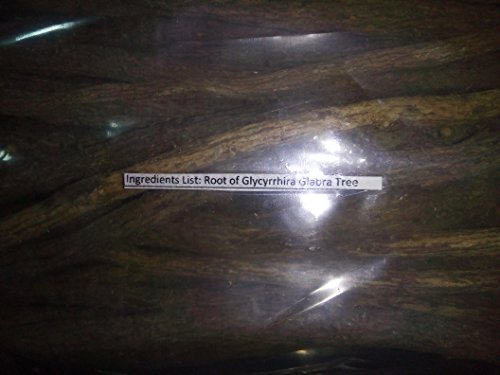 Ingredients List: Root of Glycyrrhira Glabra Tree